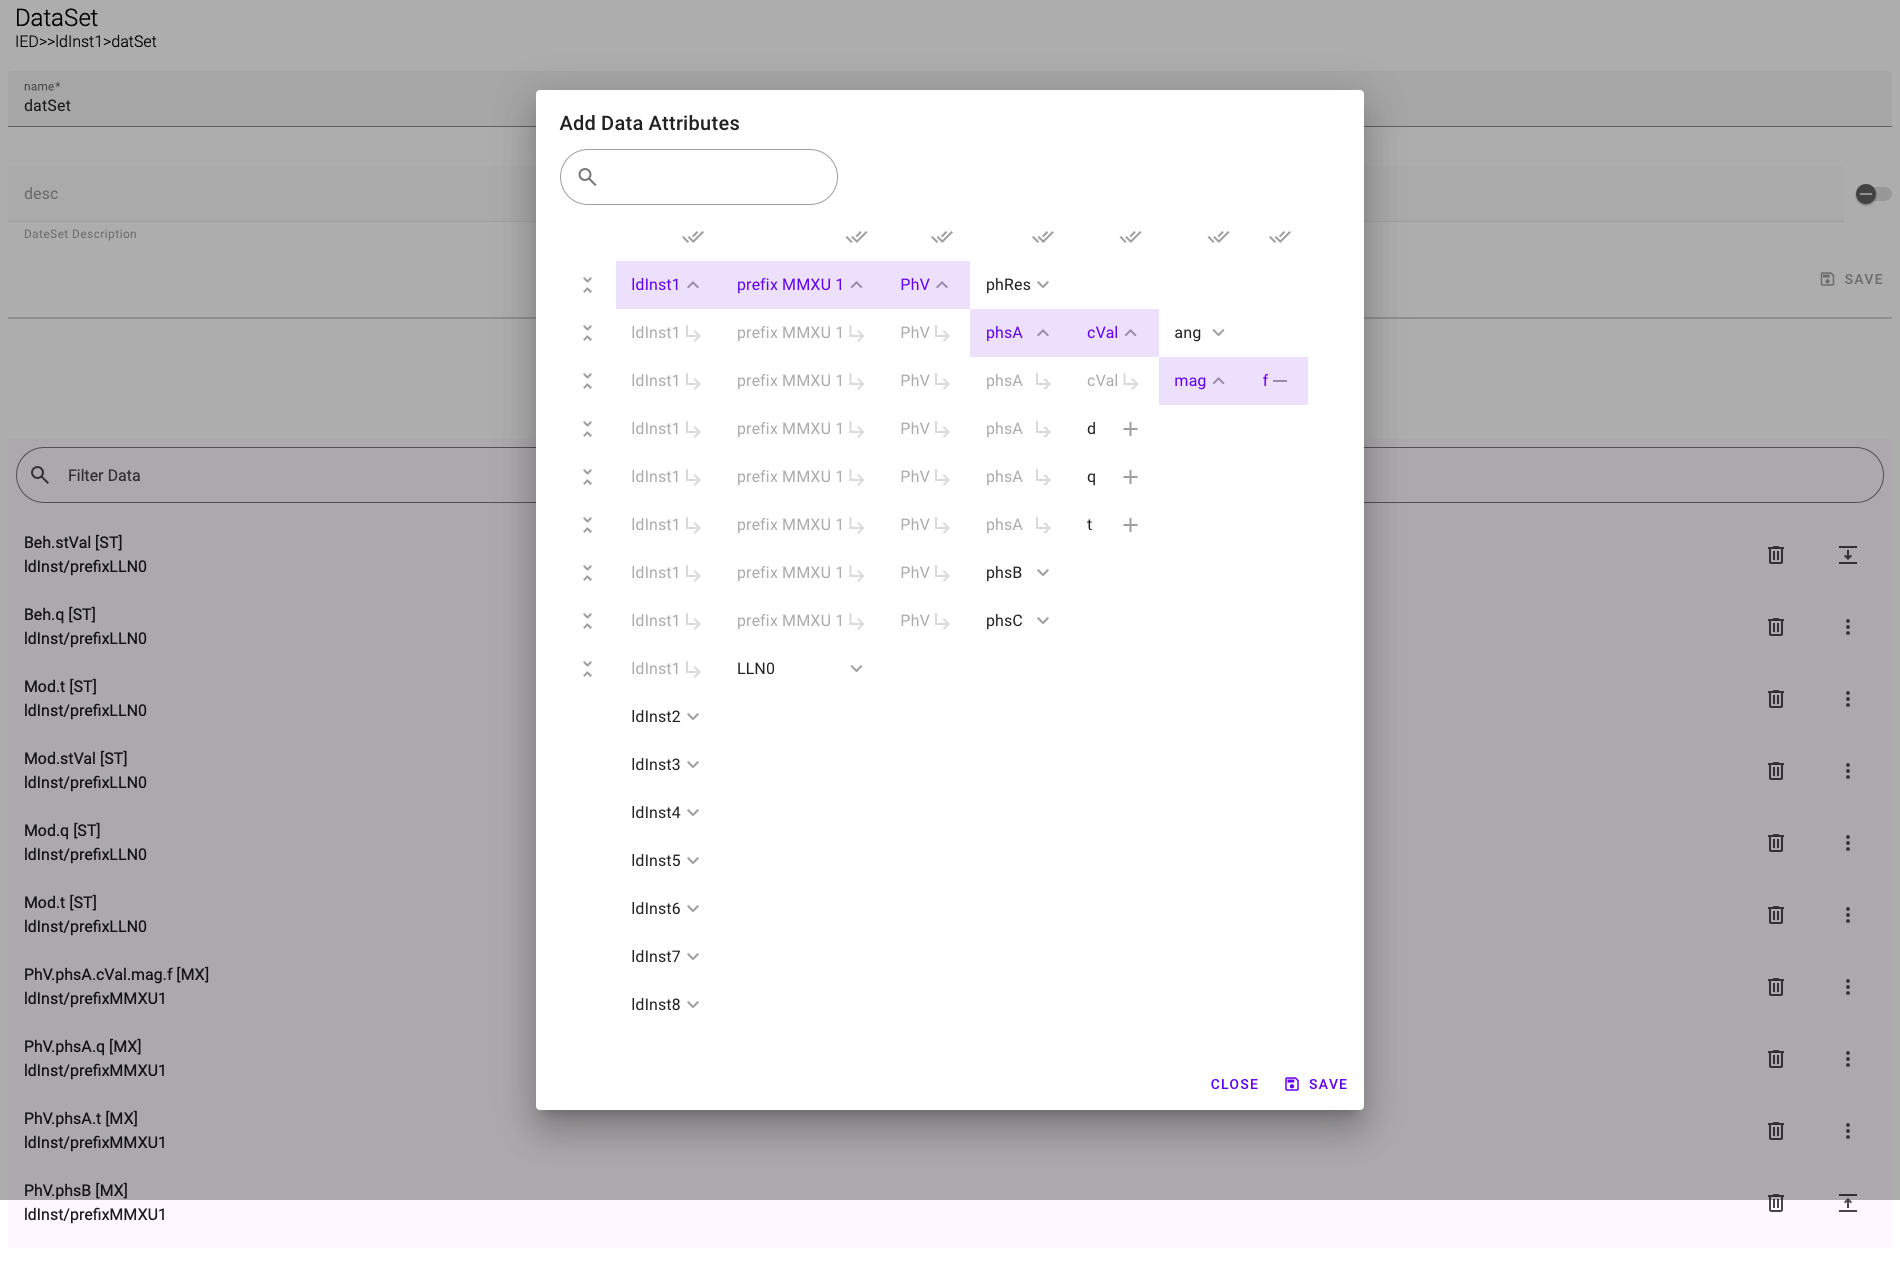 DataSet
IED>>ldInst1>datSet
name*
datSet
desc
DateSet Description
SAVE
Filter Data
Beh.stVal [ST]
ldInst/prefixLLN0
Beh.q [ST]
ldInst/prefixLLN0
Mod.t [ST]
ldInst/prefixLLN0
Mod.stVal [ST]
ldInst/prefixLLN0
Mod.q [ST]
ldInst/prefixLLN0
Mod.t [ST]
ldInst/prefixLLN0
PhV.phsA.cVal.mag.f [MX]
ldInst/prefixMMXU1
PhV.phsA.q [MX]
ldInst/prefixMMXU1
PhV.phsA.t [MX]
ldInst/prefixMMXU1
PhV.phsB [MX]
ldInst/prefixMMXU1
Add Data Attributes
ldInst1 prefix MMXU 1 PhV phRes
ldInst1 prefix MMXU 1 PhV phsA cVal ang
ldInst1 prefix MMXU 1 PhV phsA cVal mag f
ldInst1 prefix MMXU 1 PhV phsA d
ldInst1 prefix MMXU 1 PhV phsA q
ldInst1 prefix MMXU 1 PhV phsA t
ldInst1 prefix MMXU 1 PhV phsB
ldInst1 prefix MMXU 1 PhV phsC
ldInst1 LLN0
ldInst2
ldInst3
ldInst4
ldInst5
ldInst6
ldInst7
ldInst8
CLOSE SAVE